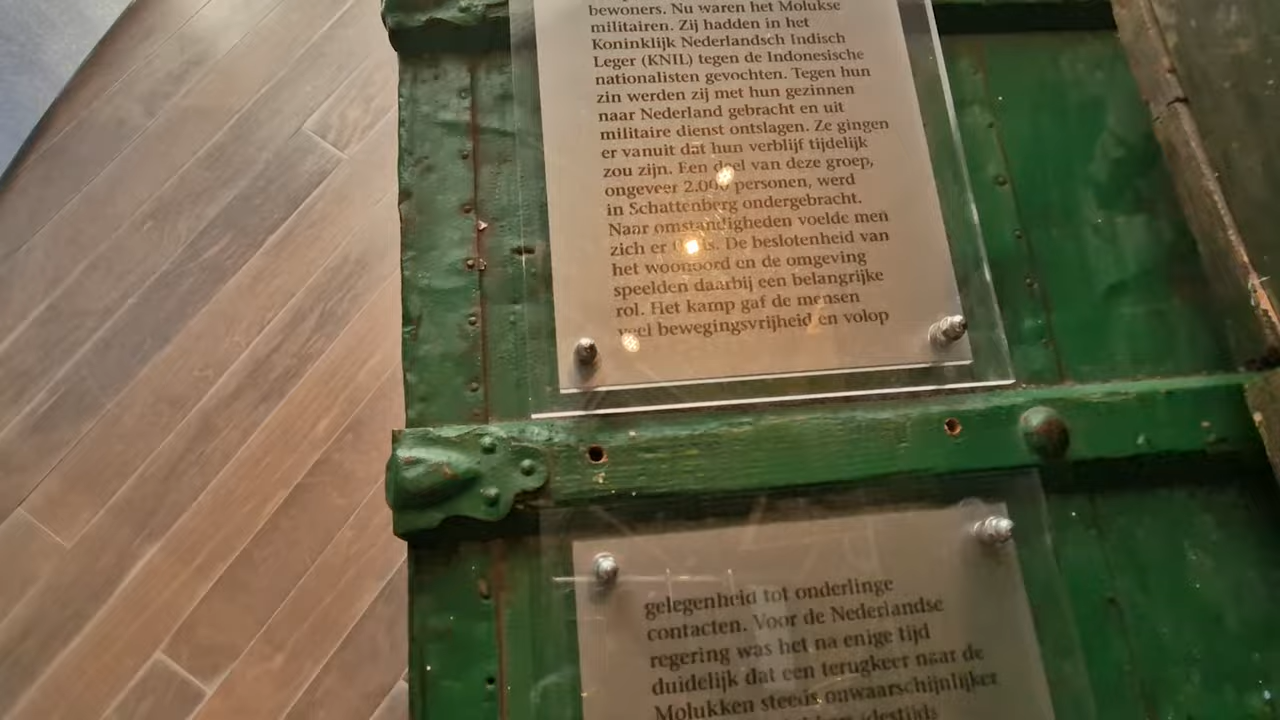 bewoners. Nu waren het Molukse
militairen. Zij hadden in het
Koninklijk Nederlandsch Indisch
Leger (KNIL) tegen de Indonesische
nationalisten gevochten. Tegen hun
zin werden zij met hun gezinnen
naar Nederland gebracht en uit
militaire dienst ontslagen. Ze gingen
er vanuit dat hun verblijf tijdelijk
zou zijn. Een deel van deze groep,
ongeveer 2.000 personen, werd
in Schattenberg ondergebracht.
Naar omstandigheden voelde men
zich er De beslotenheid van
het woonoord en de omgeving
speelden daarbij een belangrijke
rol. Het kamp gaf de mensen
veel bewegingsvrijheid en volop
gelegenheid tot onderlinge
contacten. Voor de Nederlandse
regering was het na enige tijd
duidelijk dat een terugkeer naar de
Molukken steeds onwaarschijnlijker